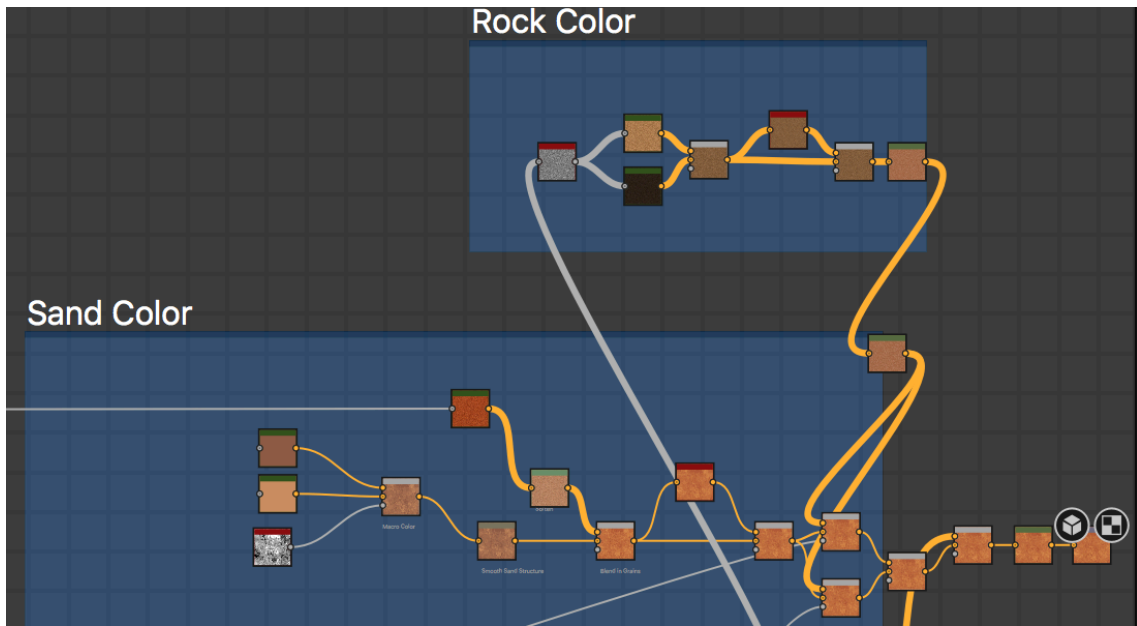 Rock Color
Sand Color
Macro Color
Smooth Sand Structure
Blend in Grains